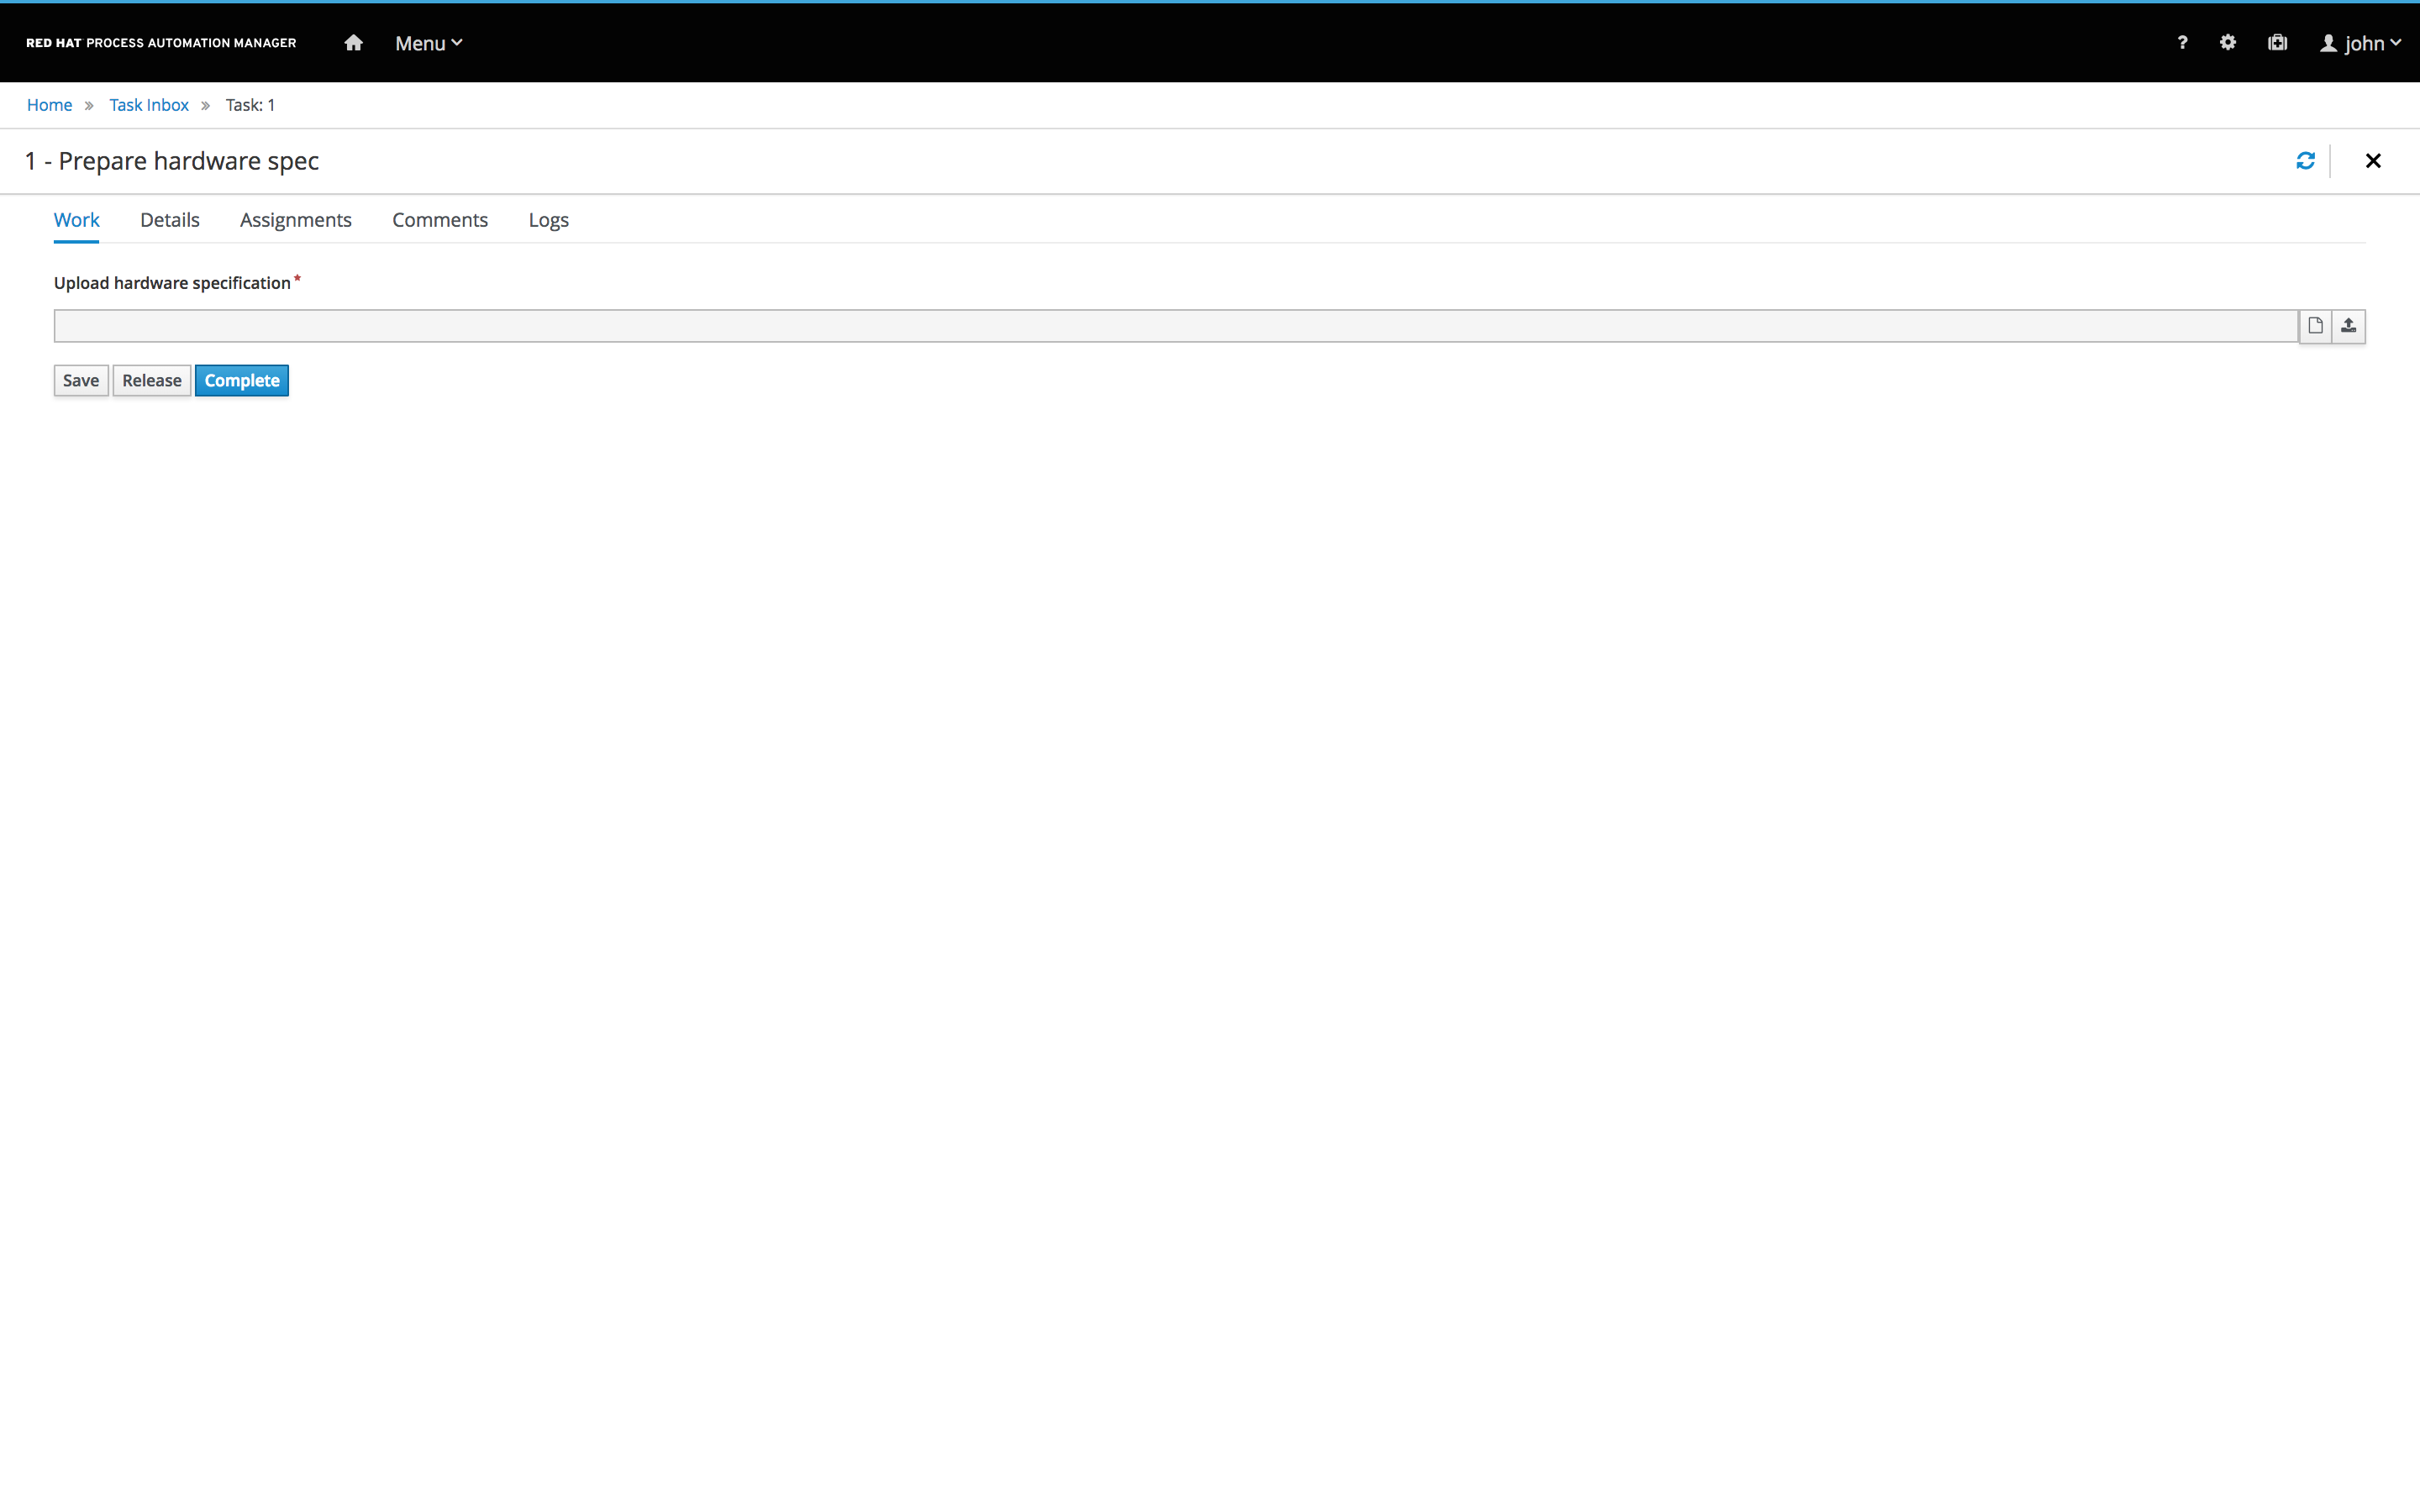 RED HAT PROCESS AUTOMATION MANAGER Menu ? john
Home » Task Inbox » Task: 1
1 - Prepare hardware spec
Work Details Assignments Comments Logs
Upload hardware specification*
Save Release Complete